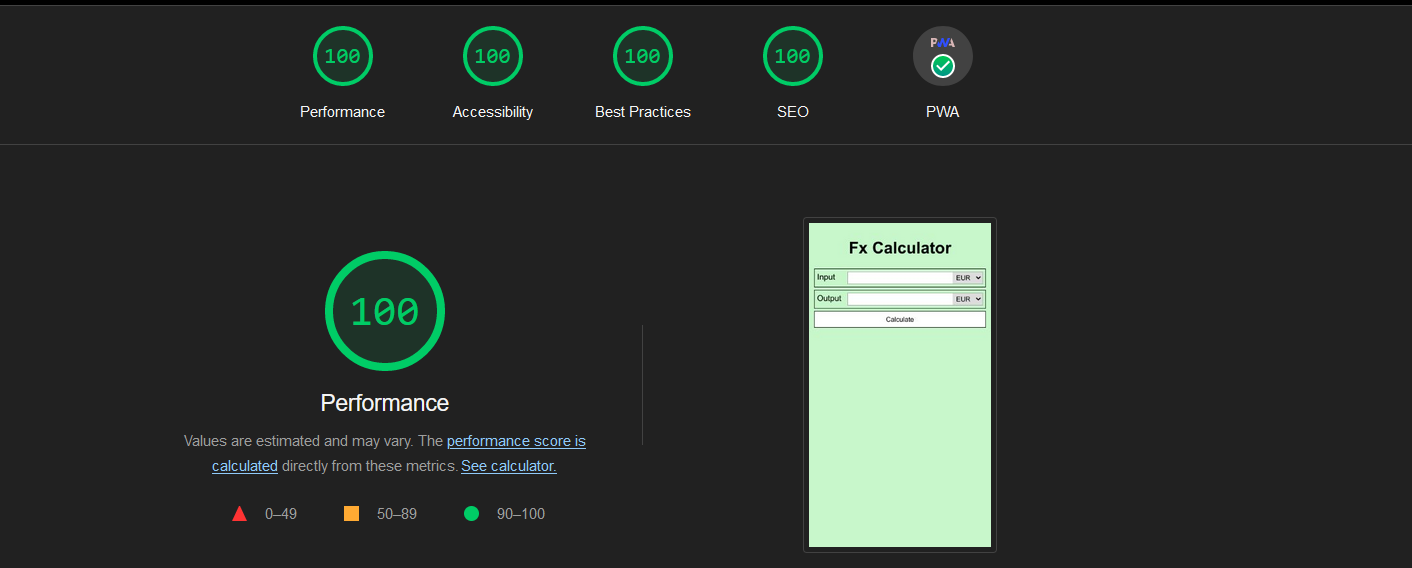 100 100 100 100 PWA
Performance Accessibility Best Practices SEO PWA
100
Performance
Values are estimated and may vary. The performance score is
calculated directly from these metrics. See calculator.
0–49 50–89 90–100
Fx Calculator
Input EUR
Output EUR
Calculate